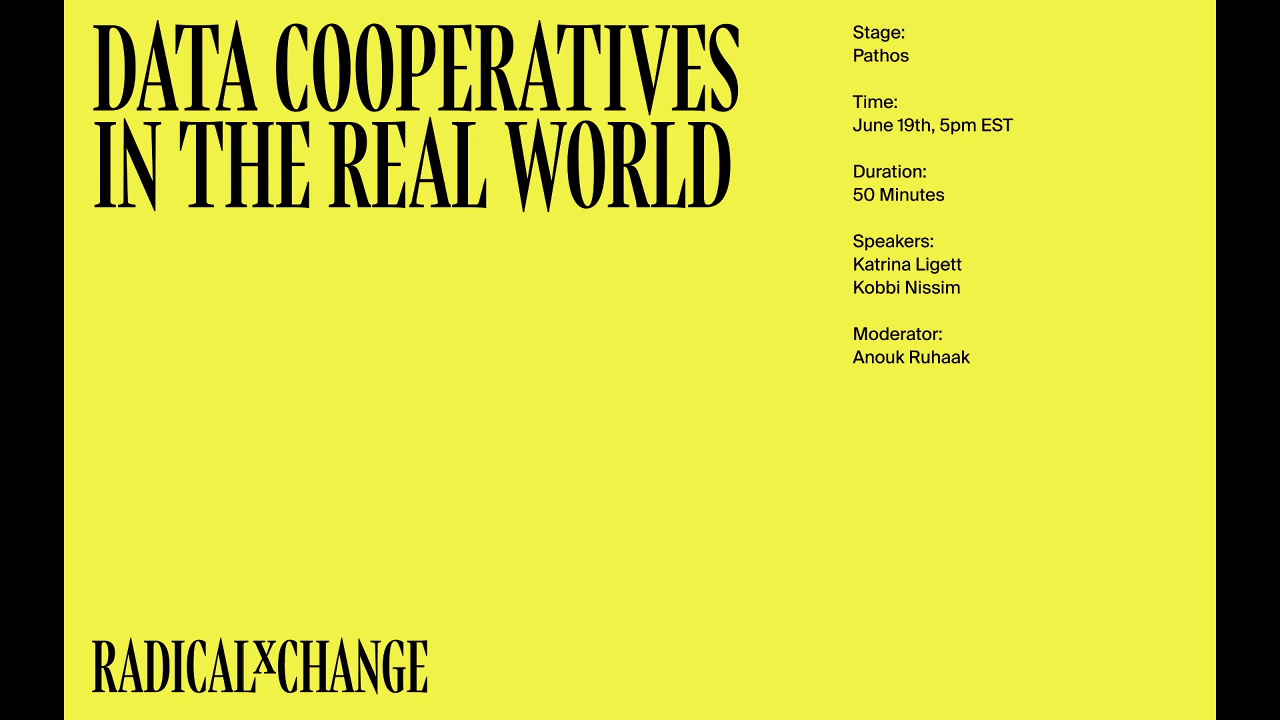 DATA COOPERATIVES
IN THE REAL WORLD
Stage:
Pathos
Time:
June 19th, 5pm EST
Duration:
50 Minutes
Speakers:
Katrina Ligett
Kobbi Nissim
Moderator:
Anouk Ruhaak
RADICALXCHANGE